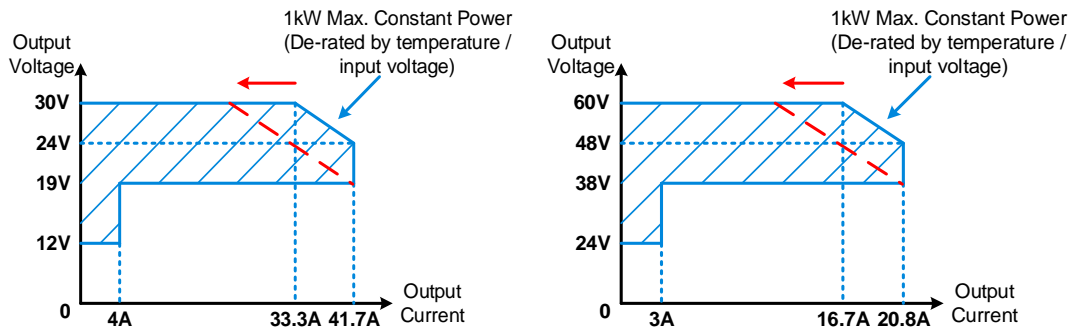 1kW Max. Constant Power
(De-rated by temperature /
input voltage)
Output
Voltage
30V
24V
19V
12V
0
4A
33.3A
41.7A
Output
Current
1kW Max. Constant Power
(De-rated by temperature /
input voltage)
Output
Voltage
60V
48V
38V
24V
0
3A
16.7A
20.8A
Output
Current